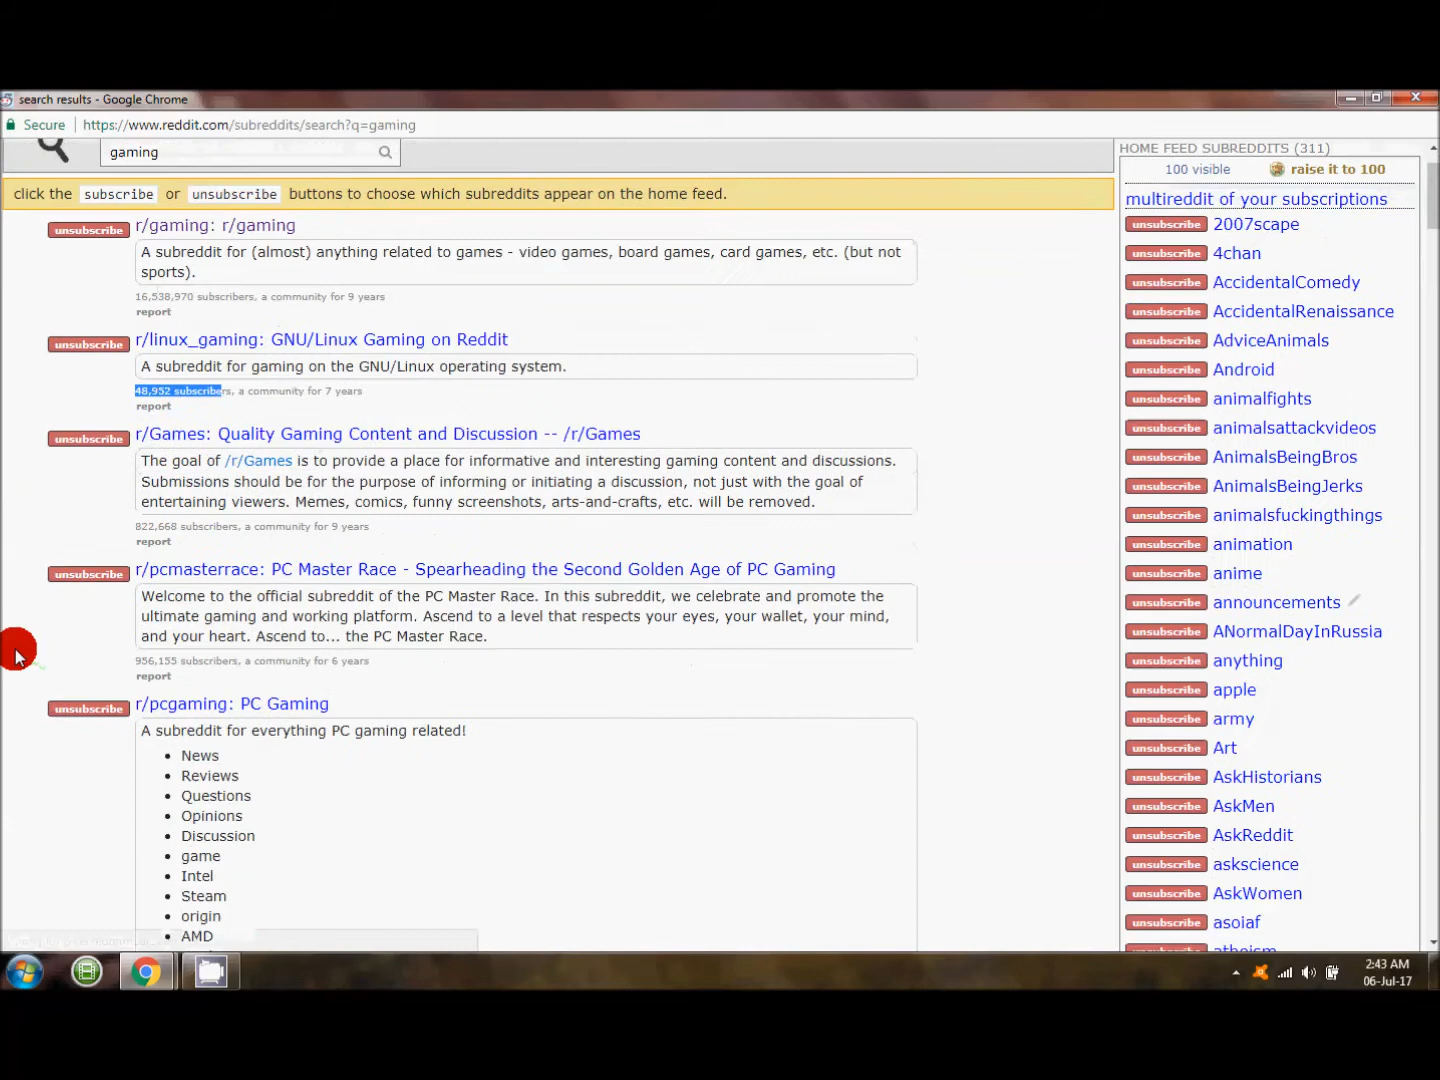 search results - Google Chrome
Secure https://www.reddit.com/subreddits/search?q=gaming
gaming
click the subscribe or unsubscribe buttons to choose which subreddits appear on the home feed.
unsubscribe r/gaming: r/gaming
A subreddit for (almost) anything related to games - video games, board games, card games, etc. (but not
sports).
16,538,970 subscribers, a community for 9 years
report
unsubscribe r/linux_gaming: GNU/Linux Gaming on Reddit
A subreddit for gaming on the GNU/Linux operating system.
48,952 subscribers, a community for 7 years
report
unsubscribe r/Games: Quality Gaming Content and Discussion -- /r/Games
The goal of /r/Games is to provide a place for informative and interesting gaming content and discussions.
Submissions should be for the purpose of informing or initiating a discussion, not just with the goal of
entertaining viewers. Memes, comics, funny screenshots, arts-and-crafts, etc. will be removed.
822,668 subscribers, a community for 9 years
report
unsubscribe r/pcmasterrace: PC Master Race - Spearheading the Second Golden Age of PC Gaming
Welcome to the official subreddit of the PC Master Race. In this subreddit, we celebrate and promote the
ultimate gaming and working platform. Ascend to a level that respects your eyes, your wallet, your mind,
and your heart. Ascend to... the PC Master Race.
956,155 subscribers, a community for 6 years
report
unsubscribe r/pcgaming: PC Gaming
A subreddit for everything PC gaming related!
• News
• Reviews
• Questions
• Opinions
• Discussion
• game
• Intel
• Steam
• origin
• AMD
HOME FEED SUBREDDITS (311)
100 visible raise it to 100
multireddit of your subscriptions
unsubscribe 2007scape
unsubscribe 4chan
unsubscribe AccidentalComedy
unsubscribe AccidentalRenaissance
unsubscribe AdviceAnimals
unsubscribe Android
unsubscribe animalfights
unsubscribe animalsattackvideos
unsubscribe AnimalsBeingBros
unsubscribe AnimalsBeingJerks
unsubscribe animalsfuckingthings
unsubscribe animation
unsubscribe anime
unsubscribe announcements
unsubscribe ANormalDayInRussia
unsubscribe anything
unsubscribe apple
unsubscribe army
unsubscribe Art
unsubscribe AskHistorians
unsubscribe AskMen
unsubscribe AskReddit
unsubscribe askscience
unsubscribe AskWomen
unsubscribe asoiaf
unsubscribe atheism
2:43 AM
06-Jul-17